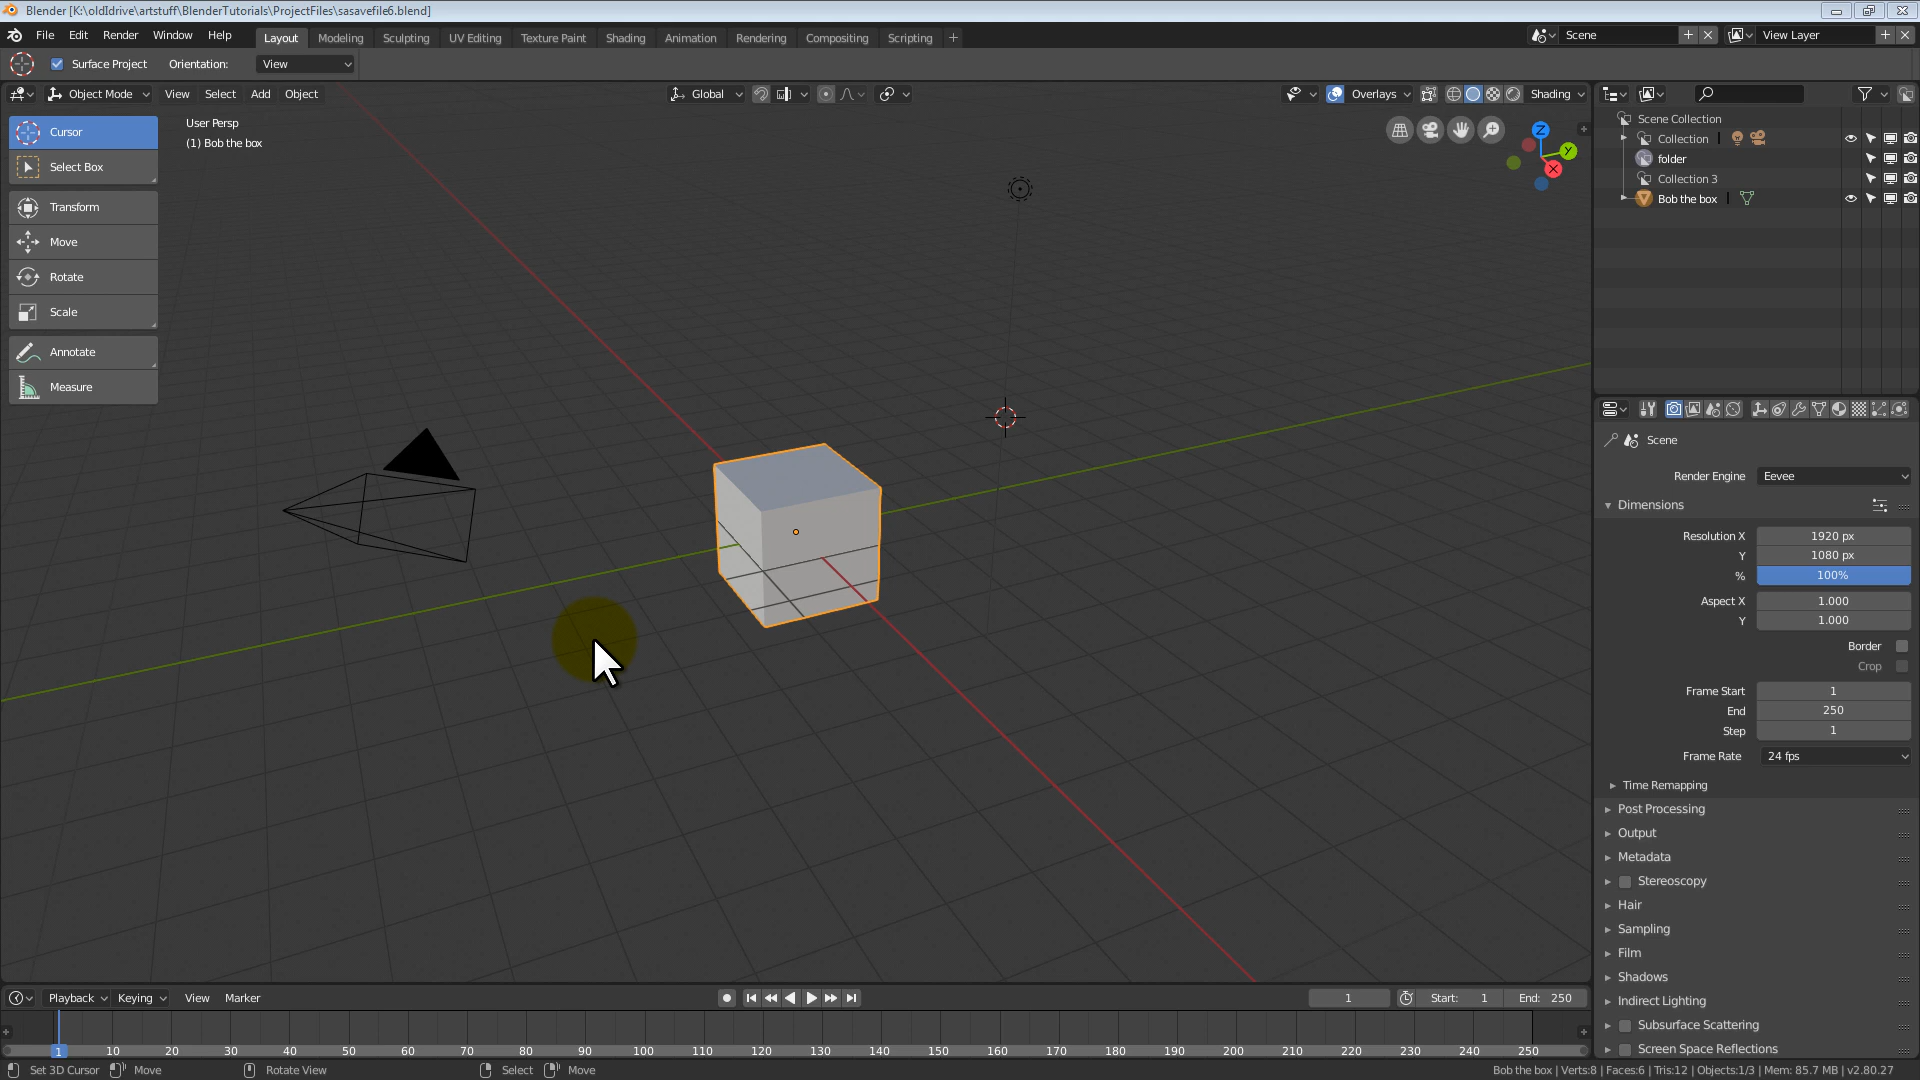 Blender [K:\oldIdrive\artstuff\BlenderTutorials\ProjectFiles\sasavefile6.blend]
File Edit Render Window Help Layout Modeling Sculpting UV Editing Texture Paint Shading Animation Rendering Compositing Scripting + Scene View Layer
Surface Project Orientation: View
Object Mode View Select Add Object Global Overlays Shading
User Persp
(1) Bob the box
Cursor
Select Box
Transform
Move
Rotate
Scale
Annotate
Measure
Z
Y
X
Scene Collection
Collection
folder
Collection 3
Bob the box
Scene
Render Engine Eevee
Dimensions
Resolution X 1920 px
Y 1080 px
% 100%
Aspect X 1.000
Y 1.000
Border
Crop
Frame Start 1
End 250
Step 1
Frame Rate 24 fps
Time Remapping
Post Processing
Output
Metadata
Stereoscopy
Hair
Sampling
Film
Shadows
Indirect Lighting
Subsurface Scattering
Screen Space Reflections
Playback Keying View Marker 1 Start: 1 End: 250
1 10 20 30 40 50 60 70 80 90 100 110 120 130 140 150 160 170 180 190 200 210 220 230 240 250
Set 3D Cursor Move Rotate View Select Move Bob the box | Verts:8 | Faces:6 | Tris:12 | Objects:1/3 | Mem: 85.7 MB | v2.80.27